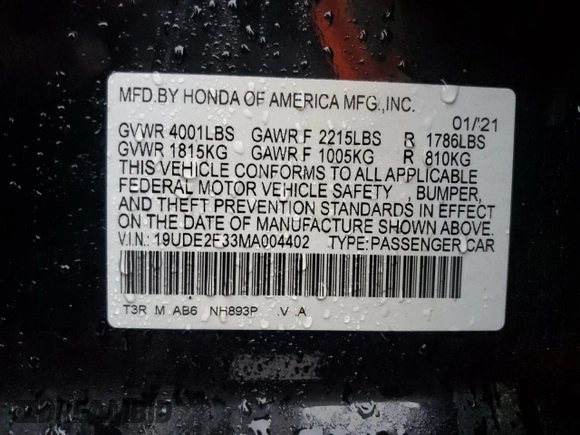 MFD.BY HONDA OF AMERICA MFG.,INC.
01/'21
GVWR 4001LBS GAWR F 2215LBS R 1786LBS
GVWR 1815KG GAWR F 1005KG R 810KG
THIS VEHICLE CONFORMS TO ALL APPLICABLE
FEDERAL MOTOR VEHICLE SAFETY , BUMPER,
AND THEFT PREVENTION STANDARDS IN EFFECT
ON THE DATE OF MANUFACTURE SHOWN ABOVE.
V.I.N.: 19UDE2F33MA004402 TYPE:PASSENGER CAR
T3R M AB6 NH893P .V .A